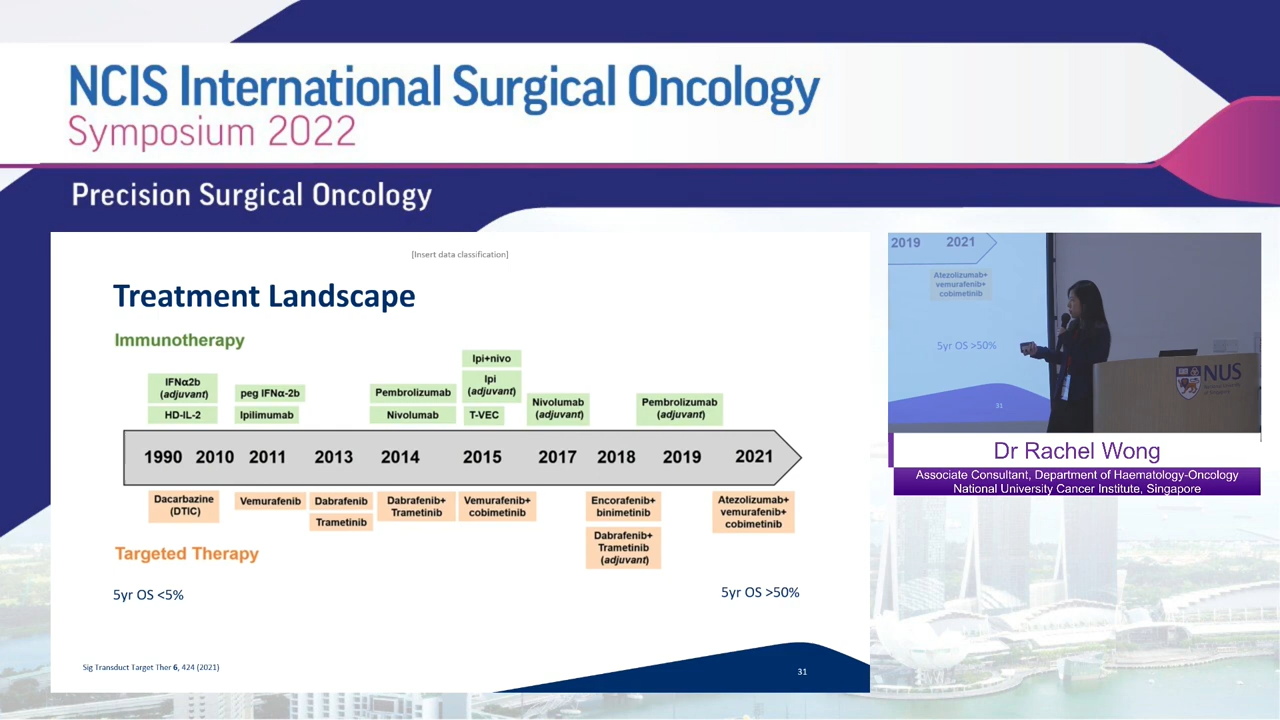 NCIS International Surgical Oncology
Symposium 2022
Precision Surgical Oncology
[Insert data classification]
Treatment Landscape
Immunotherapy
IFNα2b
(adjuvant)
HD-IL-2
peg IFNα-2b
Ipilimumab
Pembrolizumab
Nivolumab
Ipi+nivo
Ipi
(adjuvant)
T-VEC
Nivolumab
(adjuvant)
Pembrolizumab
(adjuvant)
1990 2010 2011 2013 2014 2015 2017 2018 2019 2021
Dacarbazine
(DTIC)
Vemurafenib
Dabrafenib
Trametinib
Dabrafenib+
Trametinib
Vemurafenib+
cobimetinib
Encorafenib+
binimetinib
Dabrafenib+
Trametinib
(adjuvant)
Atezolizumab+
vemurafenib+
cobimetinib
Targeted Therapy
5yr OS <5%
5yr OS >50%
Sig Transduct Target Ther 6, 424 (2021)
31
2019 2021
Atezolizumab+
vemurafenib+
cobimetinib
5yr OS >50%
31
NUS
Dr Rachel Wong
Associate Consultant, Department of Haematology-Oncology
National University Cancer Institute, Singapore